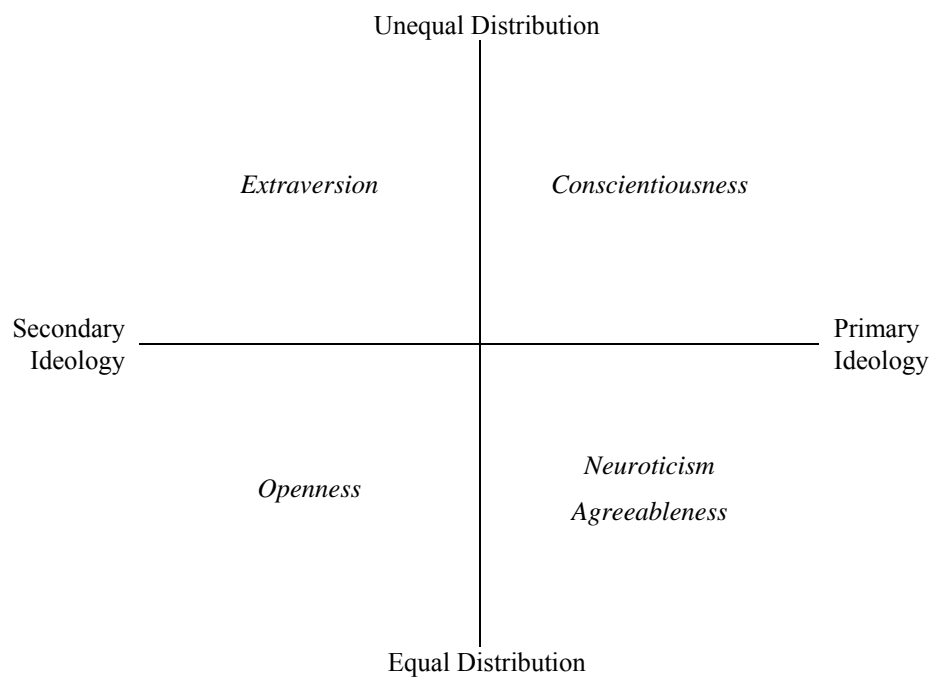 Unequal Distribution
Extraversion
Conscientiousness
Secondary
Ideology
Primary
Ideology
Openness
Neuroticism
Agreeableness
Equal Distribution